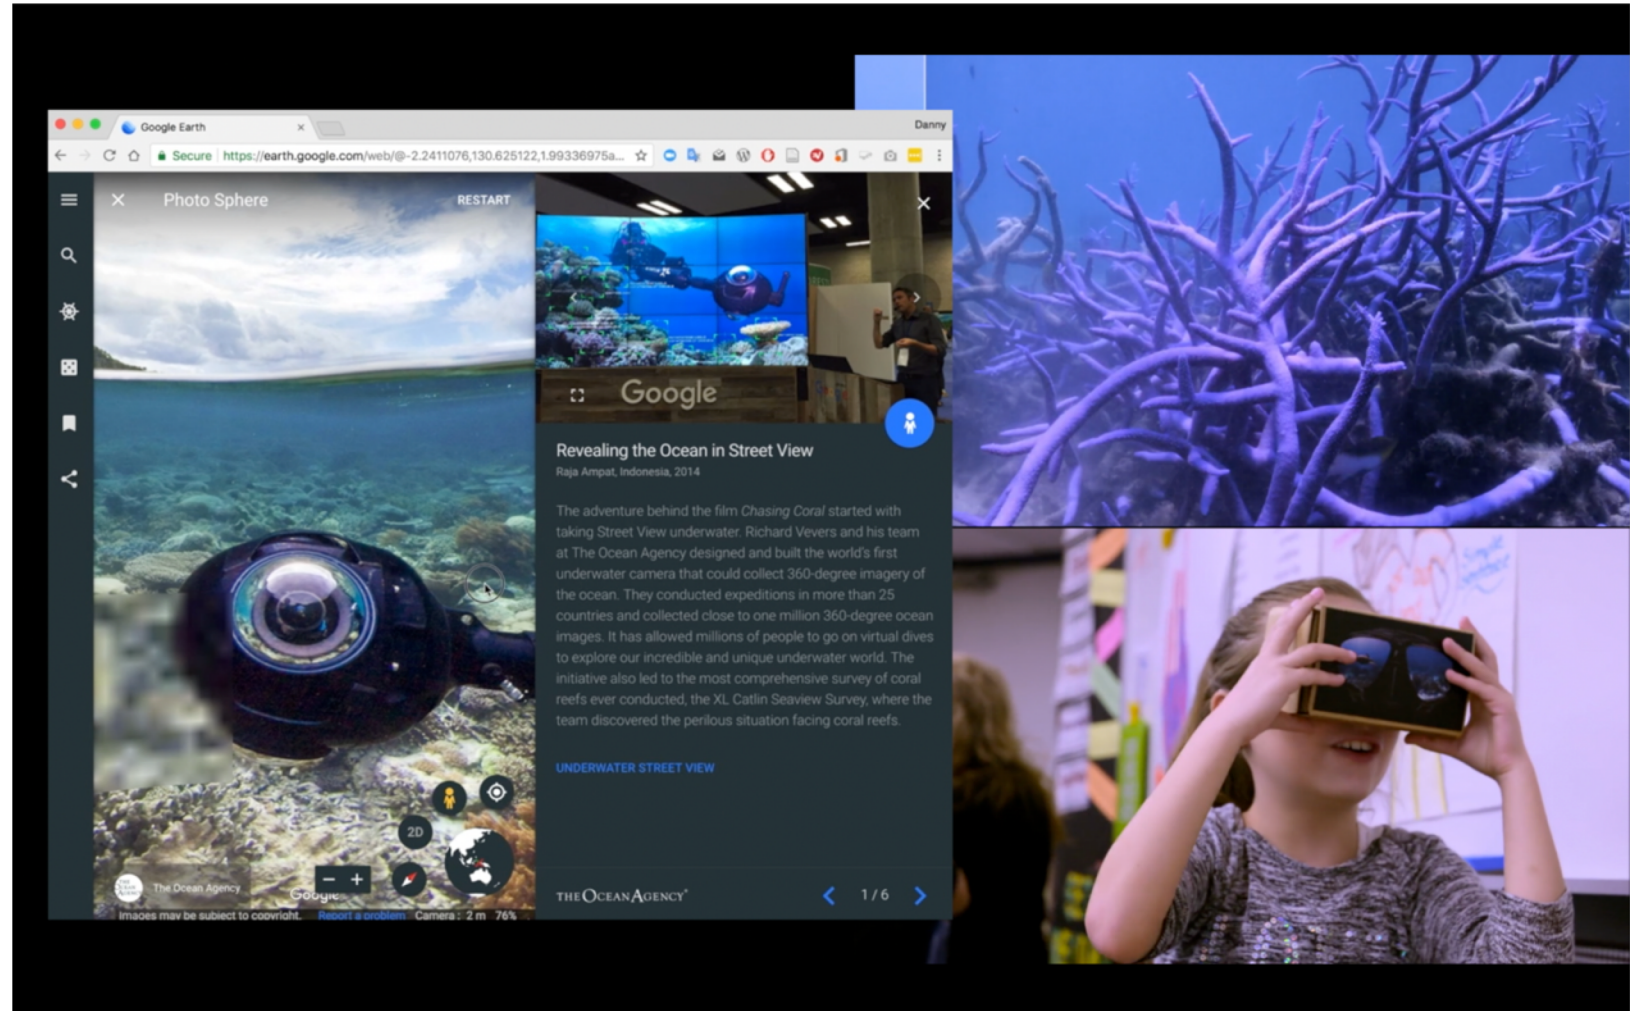 Google Earth
Danny
Secure
https://earth.google.com/web/@-2.2411076,130.625122,1.99336975a...
Photo Sphere
RESTART
Google
Revealing the Ocean in Street View
Raja Ampat, Indonesia, 2014
The adventure behind the film Chasing Coral started with
taking Street View underwater. Richard Vevers and his team
at The Ocean Agency designed and built the world's first
underwater camera that could collect 360-degree imagery of
the ocean. They conducted expeditions in more than 25
countries and collected close to one million 360-degree ocean
images. It has allowed millions of people to go on virtual dives
to explore our incredible and unique underwater world. The
initiative also led to the most comprehensive survey of coral
reefs ever conducted, the XL Catlin Seaview Survey, where the
team discovered the perilous situation facing coral reefs.
UNDERWATER STREET VIEW
2D
The Ocean Agency
Google
Images may be subject to copyright.
Report a problem
Camera : 2 m 76%
THE OCEAN AGENCY
1 / 6